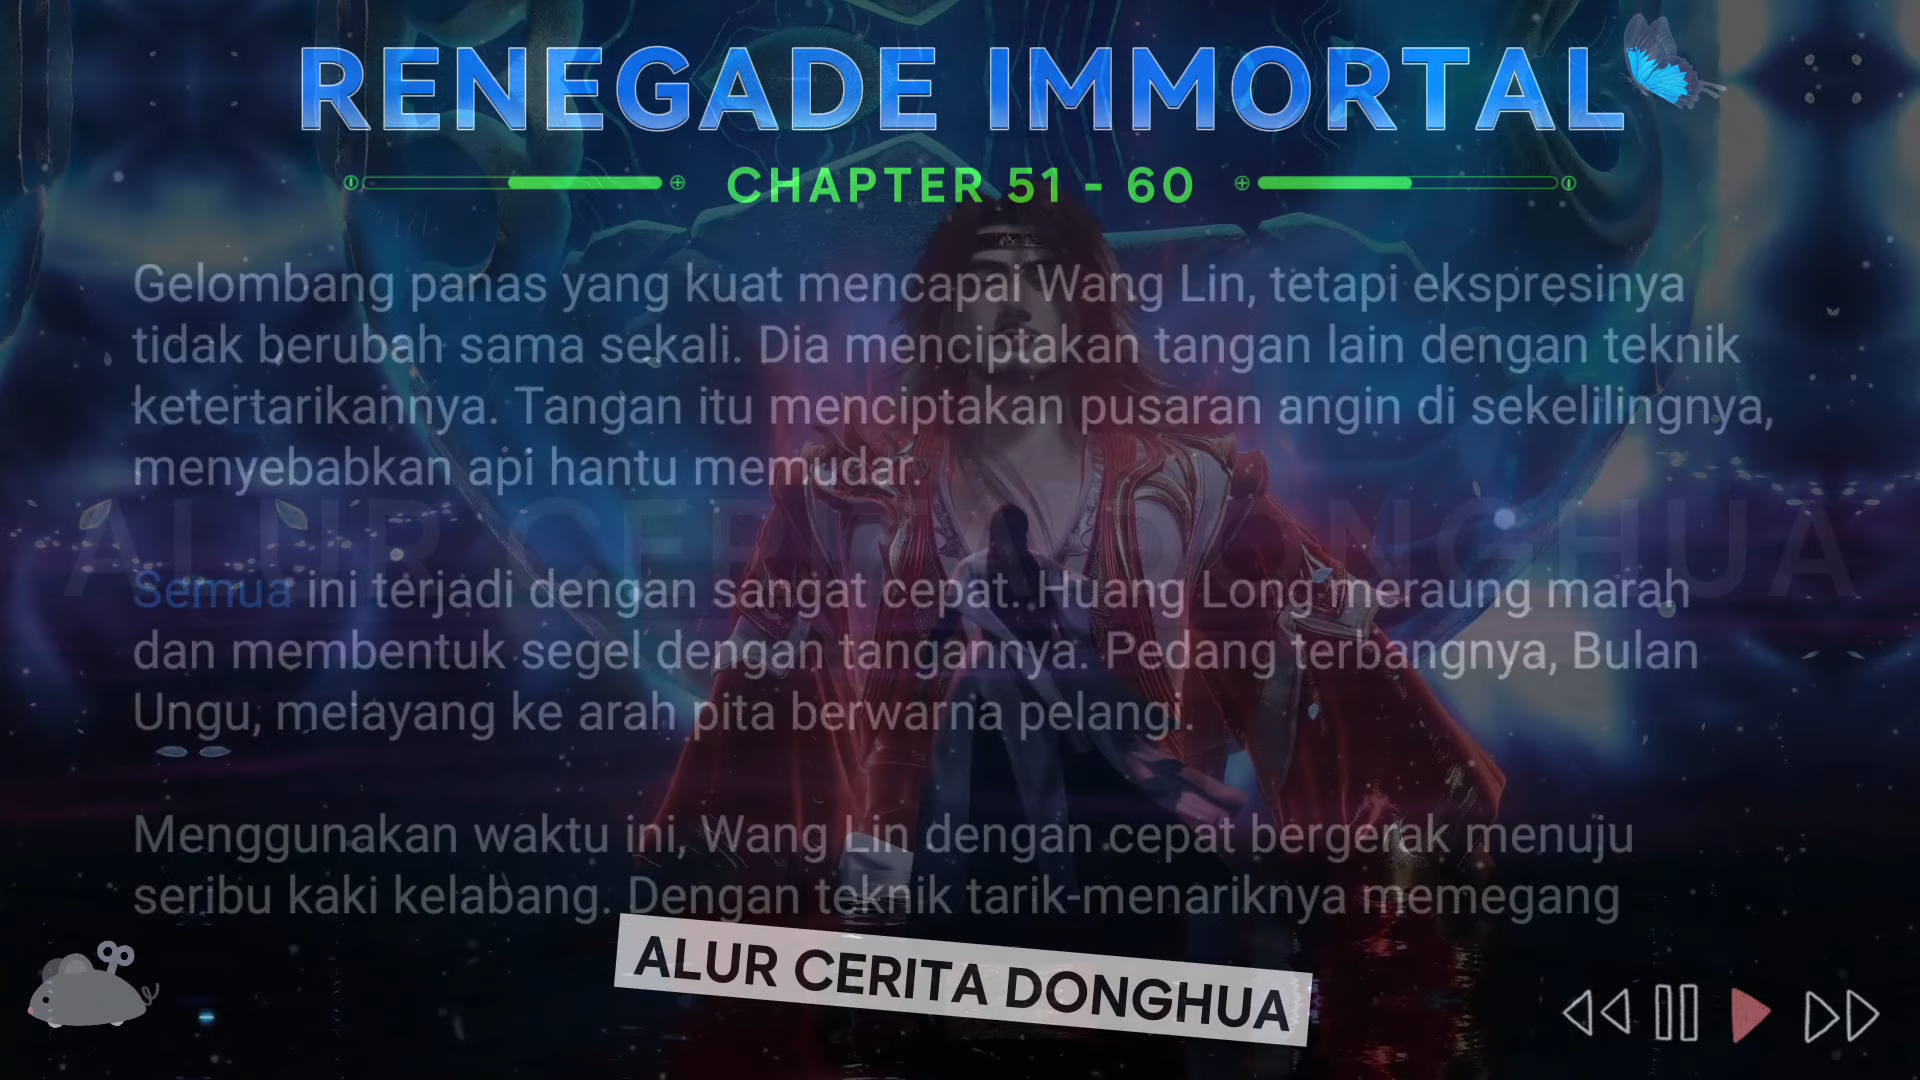 RENEGADE IMMORTAL
CHAPTER 51 - 60
Gelombang panas yang kuat mencapai Wang Lin, tetapi ekspresinya
tidak berubah sama sekali. Dia menciptakan tangan lain dengan teknik
ketertarikannya. Tangan itu menciptakan pusaran angin di sekelilingnya,
menyebabkan api hantu memudar.
ALUR CERITA DONGHUA
Semua ini terjadi dengan sangat cepat. Huang Long meraung marah
dan membentuk segel dengan tangannya. Pedang terbangnya, Bulan
Ungu, melayang ke arah pita berwarna pelangi.
Menggunakan waktu ini, Wang Lin dengan cepat bergerak menuju
seribu kaki kelabang. Dengan teknik tarik-menariknya memegang
ALUR CERITA DONGHUA